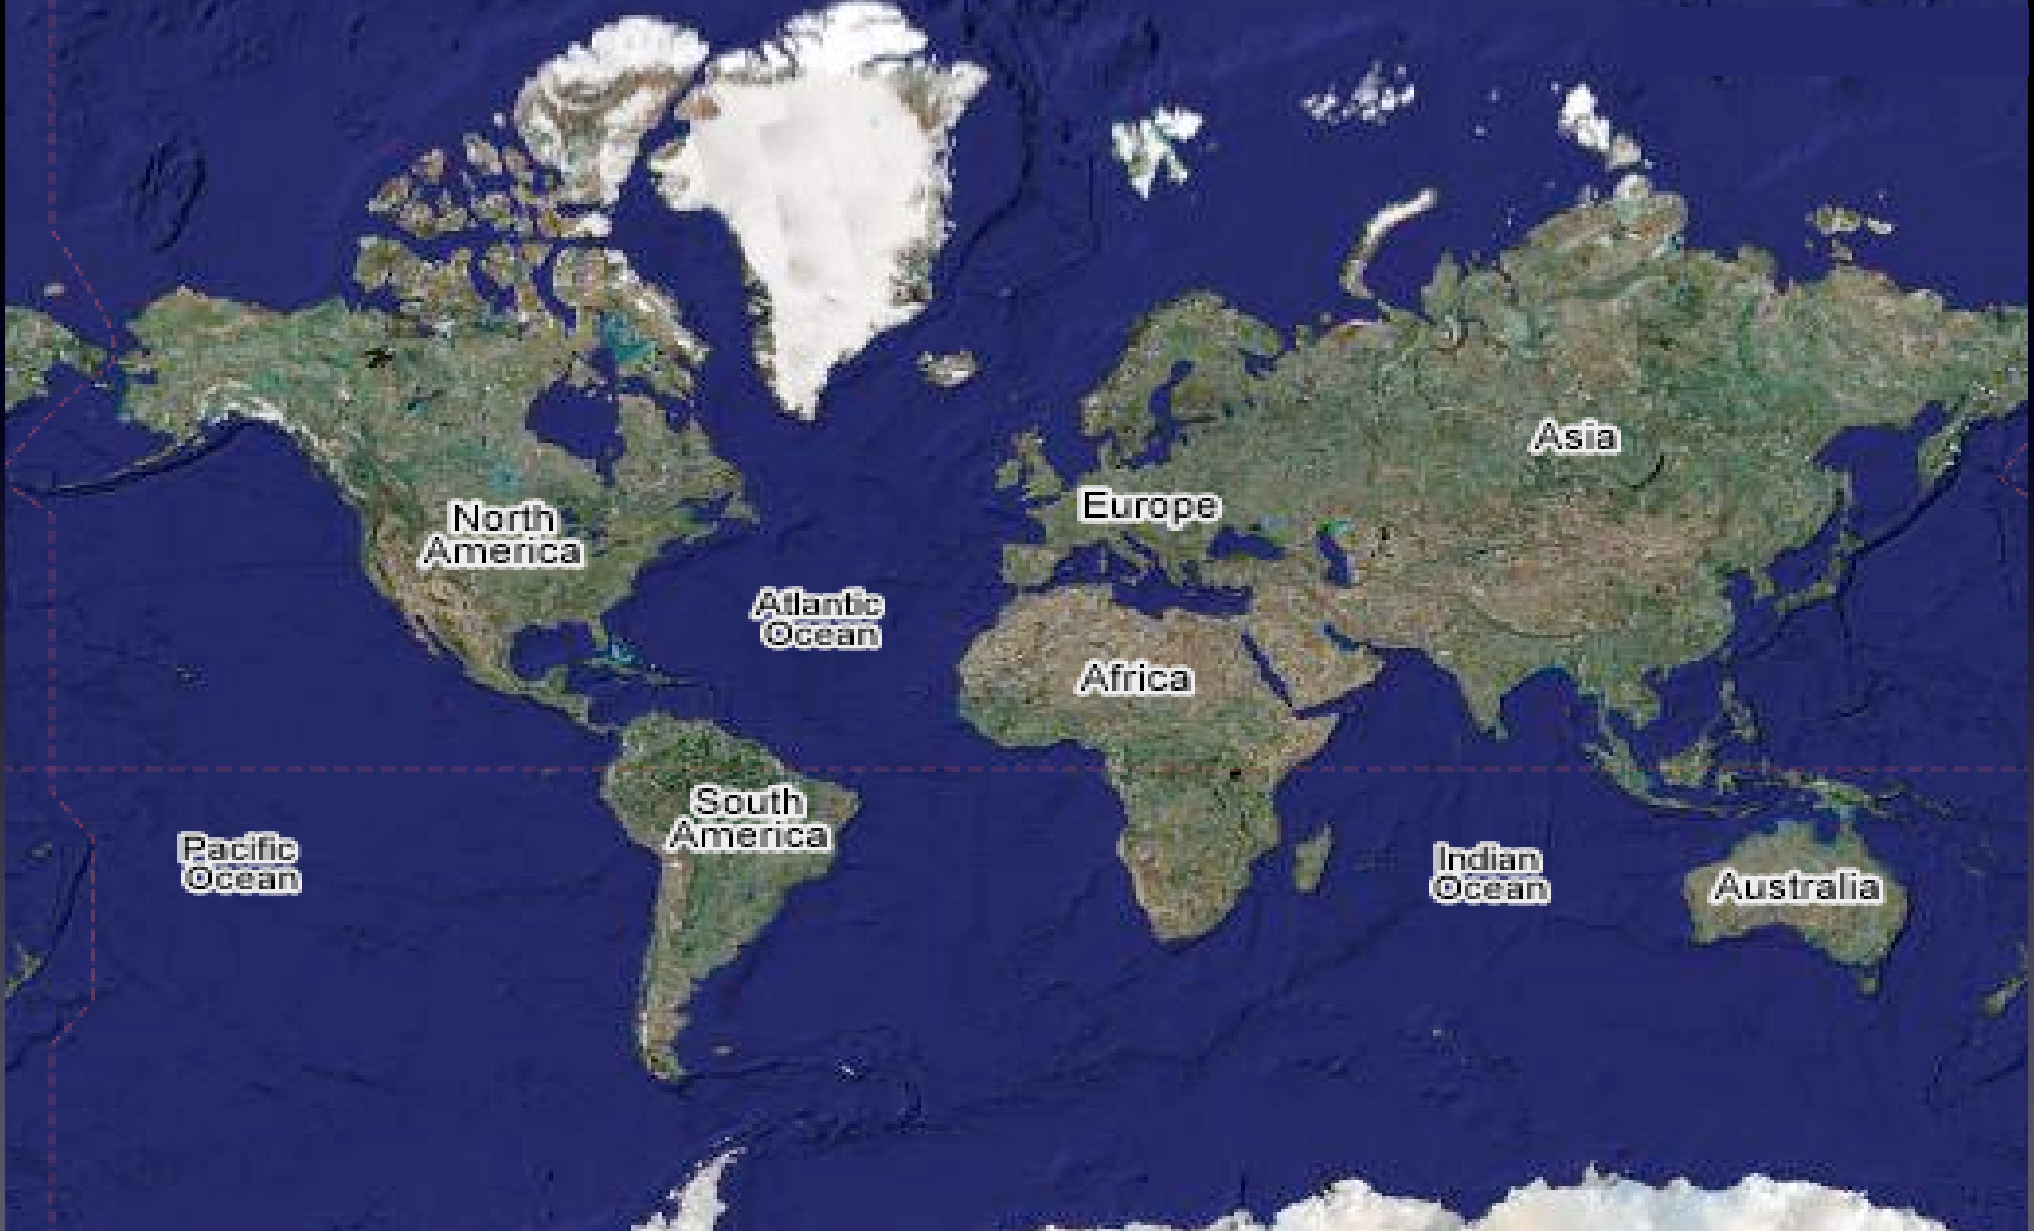 Asia
Europe
North
America
Atlantic
Ocean
Africa
South
America
Pacific
Ocean
Indian
Ocean
Australia